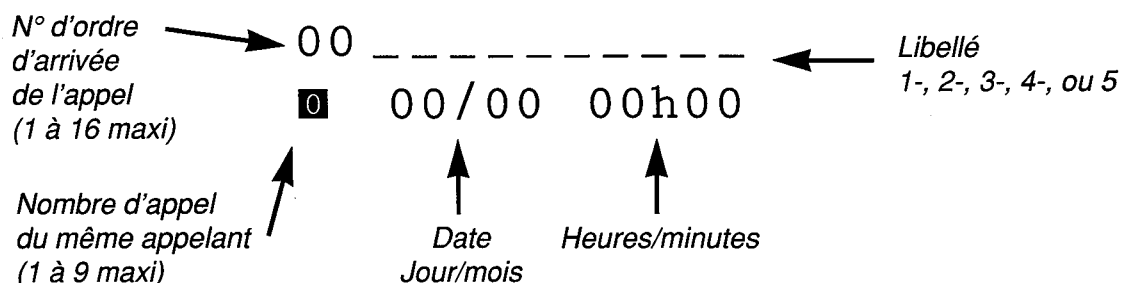 N° d'ordre
d'arrivée
de l'appel
(1 à 16 maxi)
00 _ _ _ _ _ _ _ _ _ _
Libellé
1-, 2-, 3-, 4-, ou 5
0 00/00 00h00
Nombre d'appel
du même appelant
(1 à 9 maxi)
Date
Jour/mois
Heures/minutes